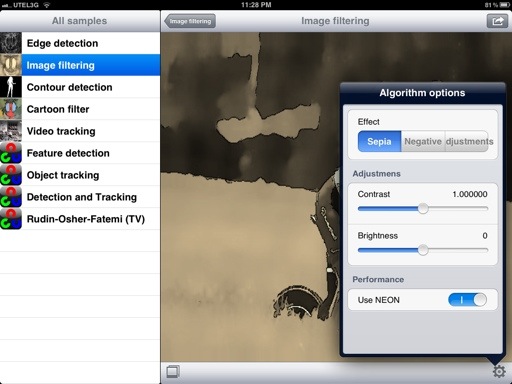 UTEL3G
11:28 PM
81 %
All samples
Image filtering
Image filtering
Edge detection
Image filtering
Contour detection
Cartoon filter
Video tracking
Feature detection
Object tracking
Detection and Tracking
Rudin-Osher-Fatemi (TV)
Algorithm options
Effect
Sepia Negative djustments
Adjustmens
Contrast 1.000000
Brightness 0
Performance
Use NEON